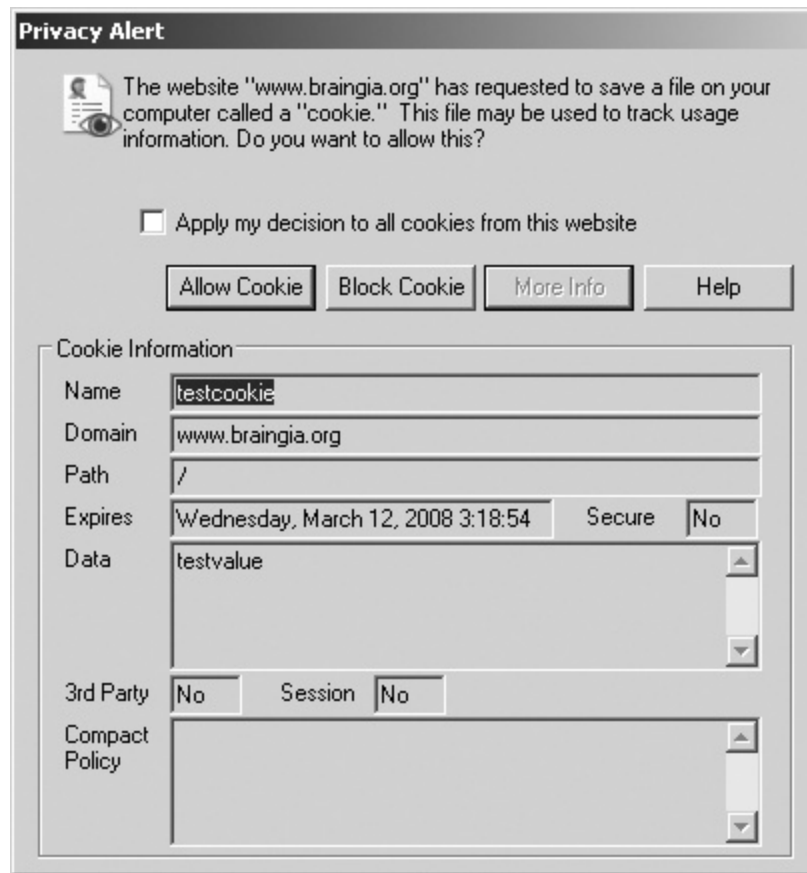 Privacy Alert
The website "www.braingia.org" has requested to save a file on your
computer called a "cookie."  This file may be used to track usage
information. Do you want to allow this?
Apply my decision to all cookies from this website
Allow Cookie Block Cookie More Info Help
Cookie Information
Name testcookie
Domain www.braingia.org
Path /
Expires Wednesday, March 12, 2008 3:18:54 Secure No
Data testvalue
3rd Party No Session No
Compact
Policy